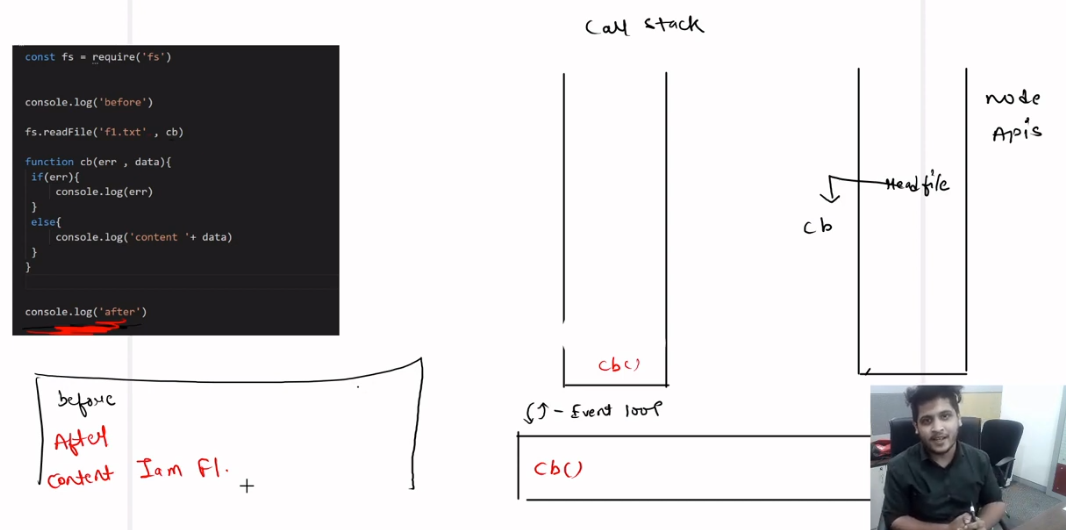 Call stack
const fs = require('fs')
console.log('before')
fs.readFile('f1.txt' , cb)
function cb(err , data){
if(err){
console.log(err)
}
else{
console.log('content '+ data)
}
}
console.log('after')
node
Apis
Readfile
cb
cb()
Event loop
before
After
Content Iam F1.
cb()